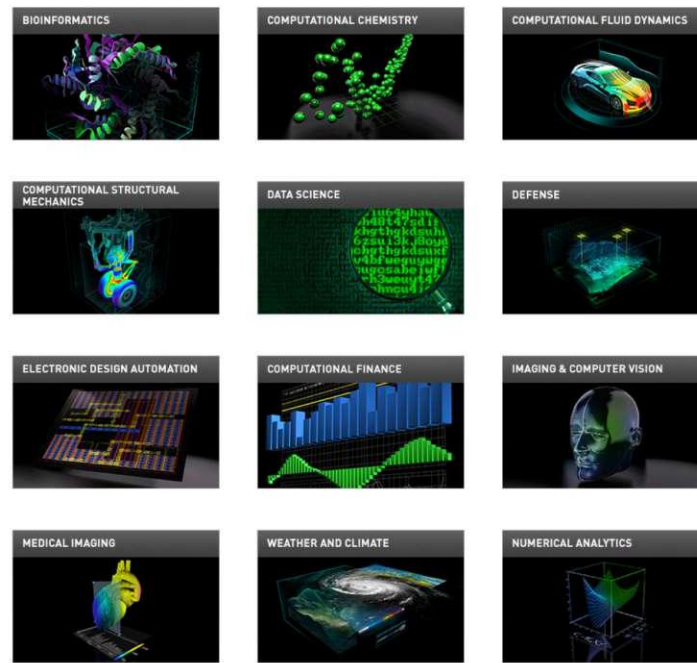 BIOINFORMATICS
COMPUTATIONAL CHEMISTRY
COMPUTATIONAL FLUID DYNAMICS
COMPUTATIONAL STRUCTURAL
MECHANICS
DATA SCIENCE
DEFENSE
ELECTRONIC DESIGN AUTOMATION
COMPUTATIONAL FINANCE
IMAGING & COMPUTER VISION
MEDICAL IMAGING
WEATHER AND CLIMATE
NUMERICAL ANALYTICS